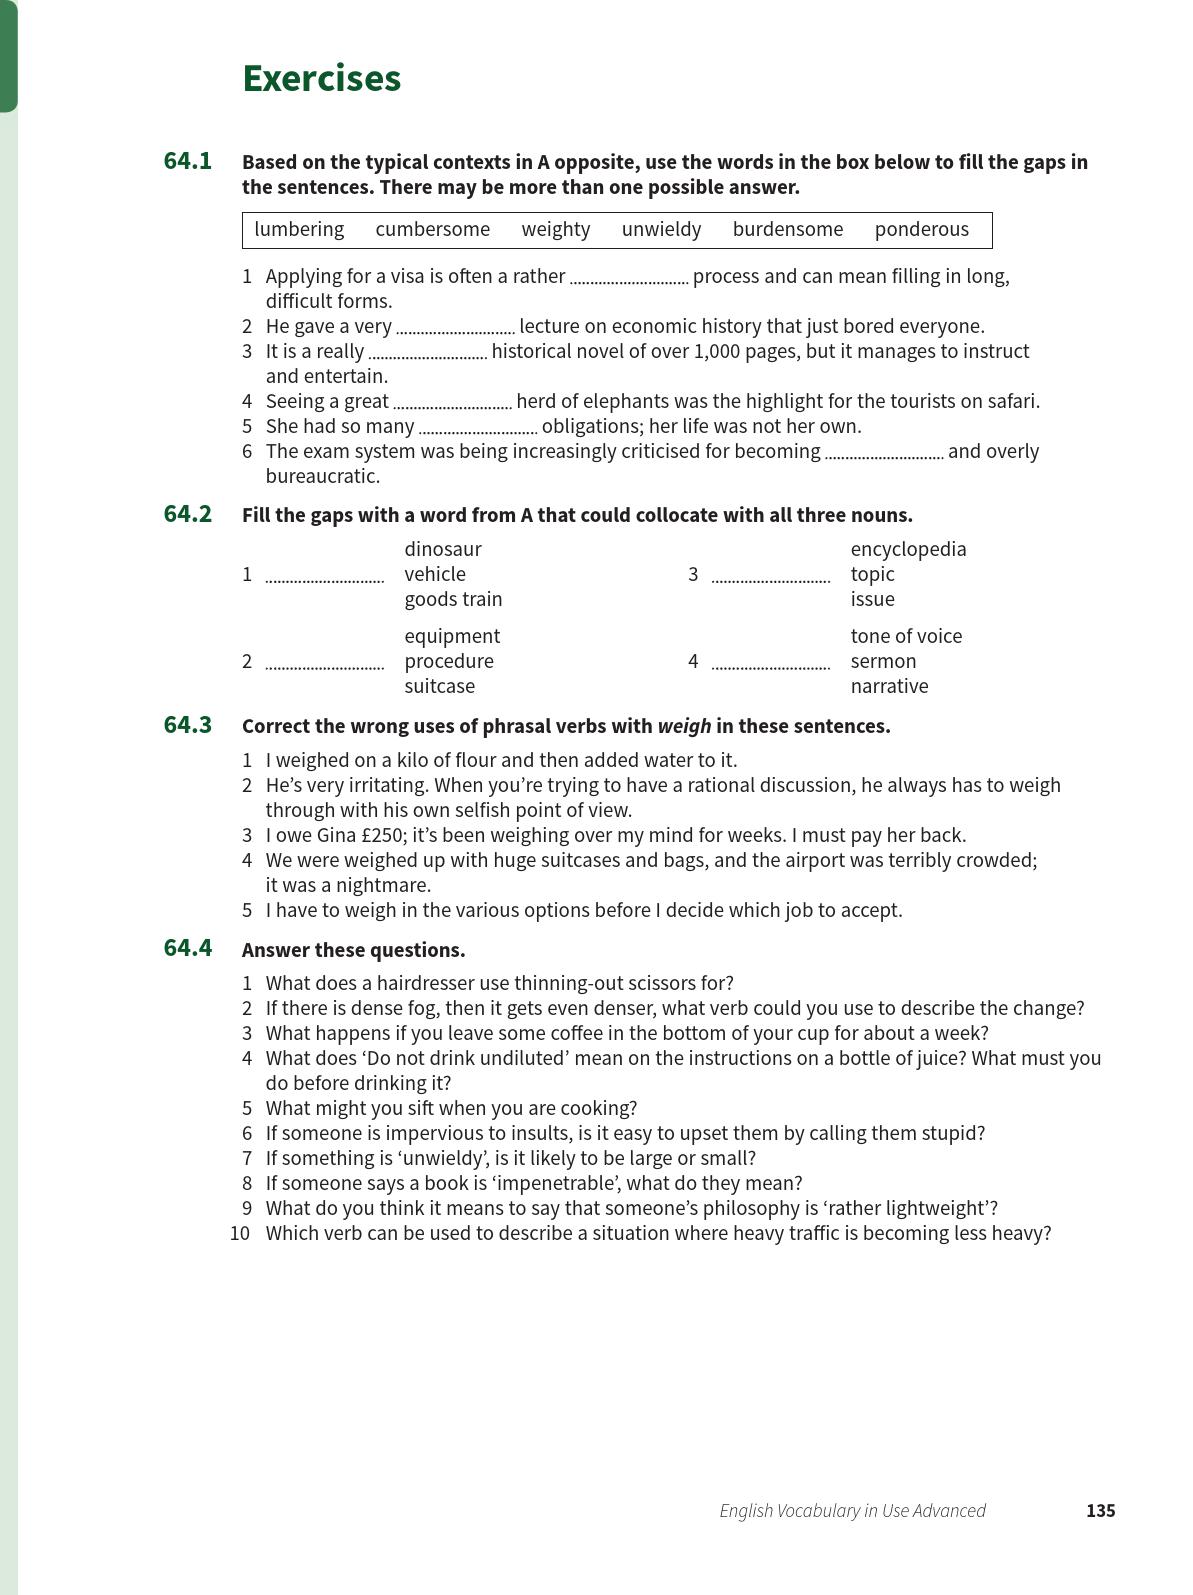 Exercises
64.1 Based on the typical contexts in A opposite, use the words in the box below to fill the gaps in
the sentences. There may be more than one possible answer.
lumbering cumbersome weighty unwieldy burdensome ponderous
1 Applying for a visa is often a rather ............................. process and can mean filling in long,
difficult forms.
2 He gave a very ............................. lecture on economic history that just bored everyone.
3 It is a really ............................. historical novel of over 1,000 pages, but it manages to instruct
and entertain.
4 Seeing a great ............................. herd of elephants was the highlight for the tourists on safari.
5 She had so many ............................. obligations; her life was not her own.
6 The exam system was being increasingly criticised for becoming ............................. and overly
bureaucratic.
64.2 Fill the gaps with a word from A that could collocate with all three nouns.
dinosaur
1 ............................. vehicle
goods train
encyclopedia
3 ............................. topic
issue
equipment
2 ............................. procedure
suitcase
tone of voice
4 ............................. sermon
narrative
64.3 Correct the wrong uses of phrasal verbs with weigh in these sentences.
1 I weighed on a kilo of flour and then added water to it.
2 He’s very irritating. When you’re trying to have a rational discussion, he always has to weigh
through with his own selfish point of view.
3 I owe Gina £250; it’s been weighing over my mind for weeks. I must pay her back.
4 We were weighed up with huge suitcases and bags, and the airport was terribly crowded;
it was a nightmare.
5 I have to weigh in the various options before I decide which job to accept.
64.4 Answer these questions.
1 What does a hairdresser use thinning-out scissors for?
2 If there is dense fog, then it gets even denser, what verb could you use to describe the change?
3 What happens if you leave some coffee in the bottom of your cup for about a week?
4 What does ‘Do not drink undiluted’ mean on the instructions on a bottle of juice? What must you
do before drinking it?
5 What might you sift when you are cooking?
6 If someone is impervious to insults, is it easy to upset them by calling them stupid?
7 If something is ‘unwieldy’, is it likely to be large or small?
8 If someone says a book is ‘impenetrable’, what do they mean?
9 What do you think it means to say that someone’s philosophy is ‘rather lightweight’?
10 Which verb can be used to describe a situation where heavy traffic is becoming less heavy?
English Vocabulary in Use Advanced 135